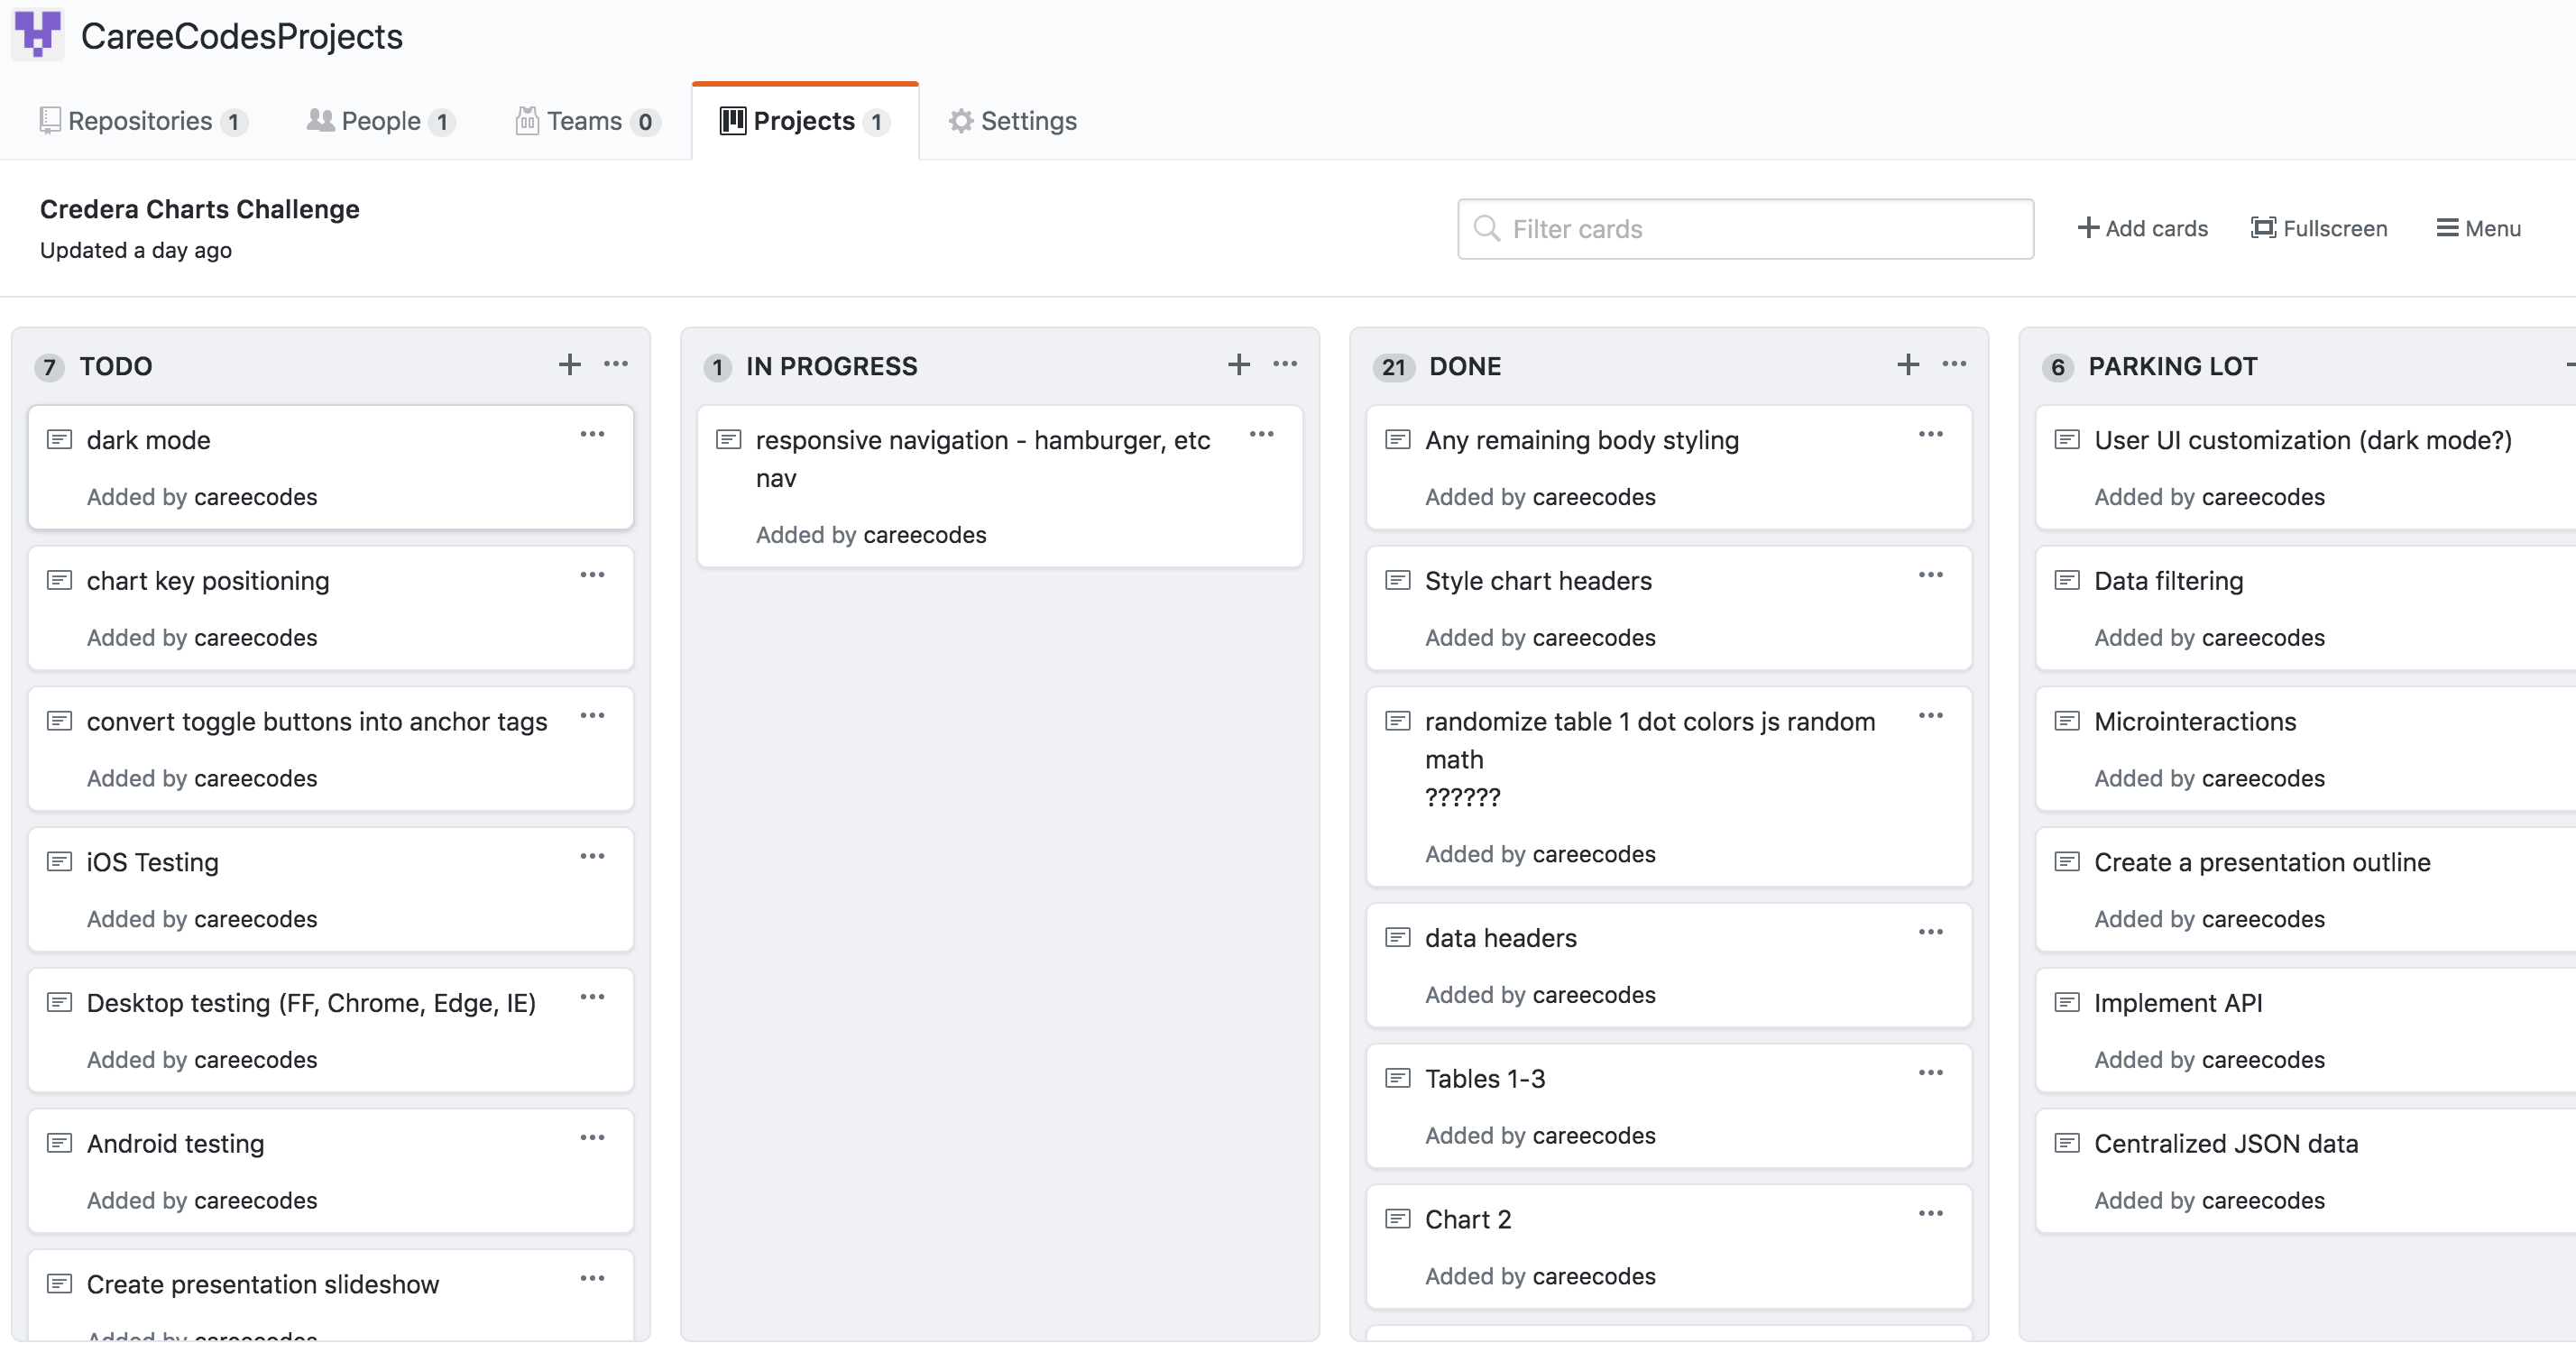 CareeCodesProjects
Repositories 1
People 1
Teams 0
Projects 1
Settings
Credera Charts Challenge
Updated a day ago
Filter cards
Add cards
Fullscreen
Menu
7 TODO
dark mode
Added by careecodes
chart key positioning
Added by careecodes
convert toggle buttons into anchor tags
Added by careecodes
iOS Testing
Added by careecodes
Desktop testing (FF, Chrome, Edge, IE)
Added by careecodes
Android testing
Added by careecodes
Create presentation slideshow
Added by careecodes
1 IN PROGRESS
responsive navigation - hamburger, etc
nav
Added by careecodes
21 DONE
Any remaining body styling
Added by careecodes
Style chart headers
Added by careecodes
randomize table 1 dot colors js random
math
??????
Added by careecodes
data headers
Added by careecodes
Tables 1-3
Added by careecodes
Chart 2
Added by careecodes
6 PARKING LOT
User UI customization (dark mode?)
Added by careecodes
Data filtering
Added by careecodes
Microinteractions
Added by careecodes
Create a presentation outline
Added by careecodes
Implement API
Added by careecodes
Centralized JSON data
Added by careecodes